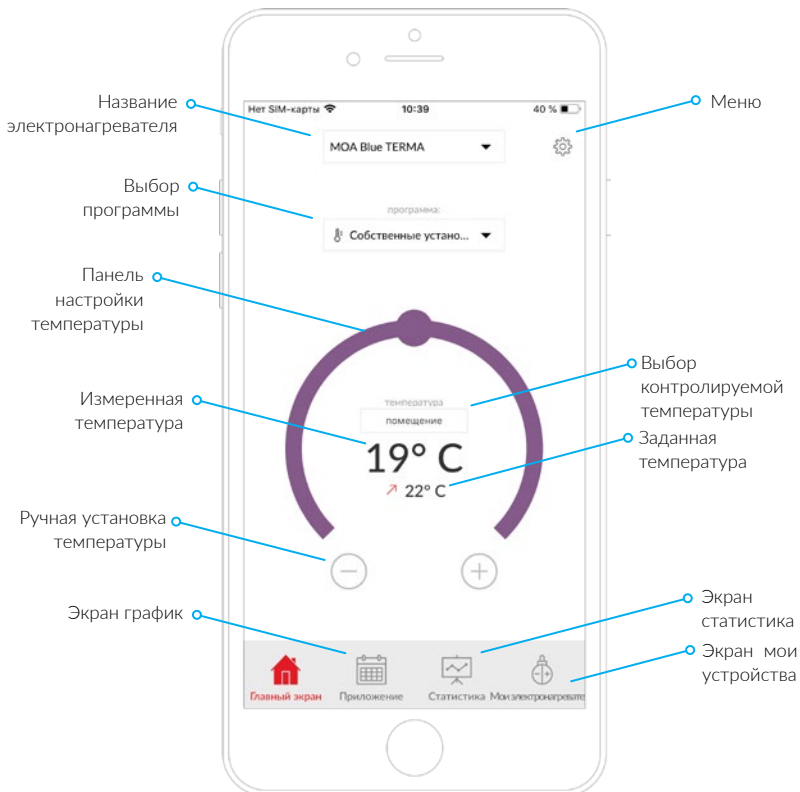 Нет SIM-карты 10:39 40 %
Название
электронагревателя
Меню
MOA Blue TERMA
Выбор
программы
программа:
Собственные устано...
Панель
настройки
температуры
Выбор
контролируемой
температуры
температура
помещение
Измеренная
температура
19° C
22° C
Заданная
температура
Ручная установка
температуры
Экран график
Экран
статистика
Экран мои
устройства
Главный экран
Приложение
Статистика
Мои электронагревате